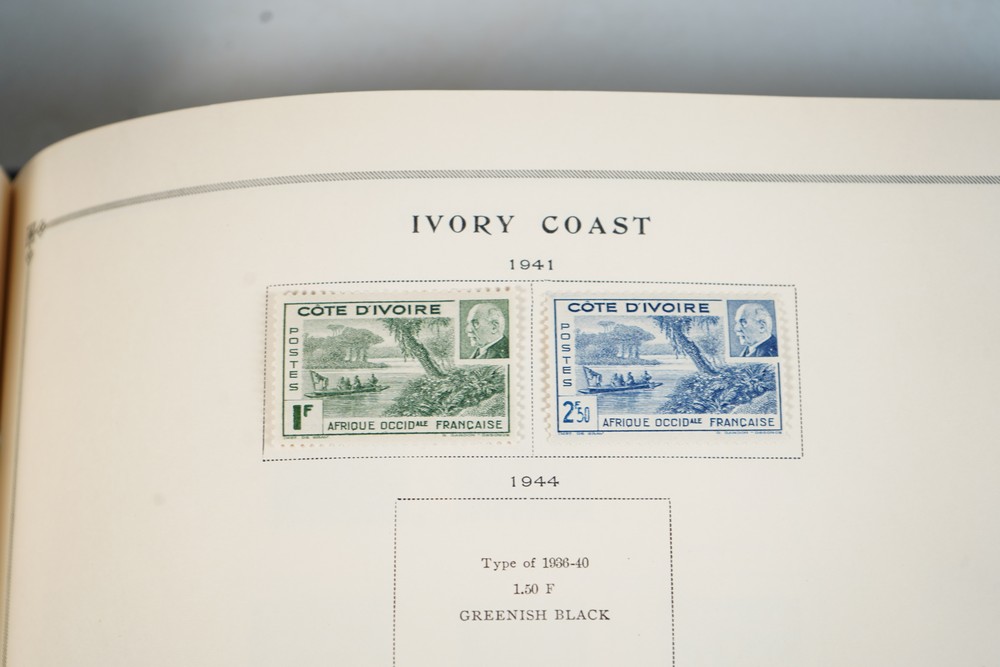 IVORY COAST
1941
CÔTE D'IVOIRE
POSTES
1F
AFRIQUE OCCIDALE FRANÇAISE
CÔTE D'IVOIRE
POSTES
2F50
AFRIQUE OCCIDALE FRANÇAISE
1944
Type of 1936-40
1.50 F
GREENISH BLACK